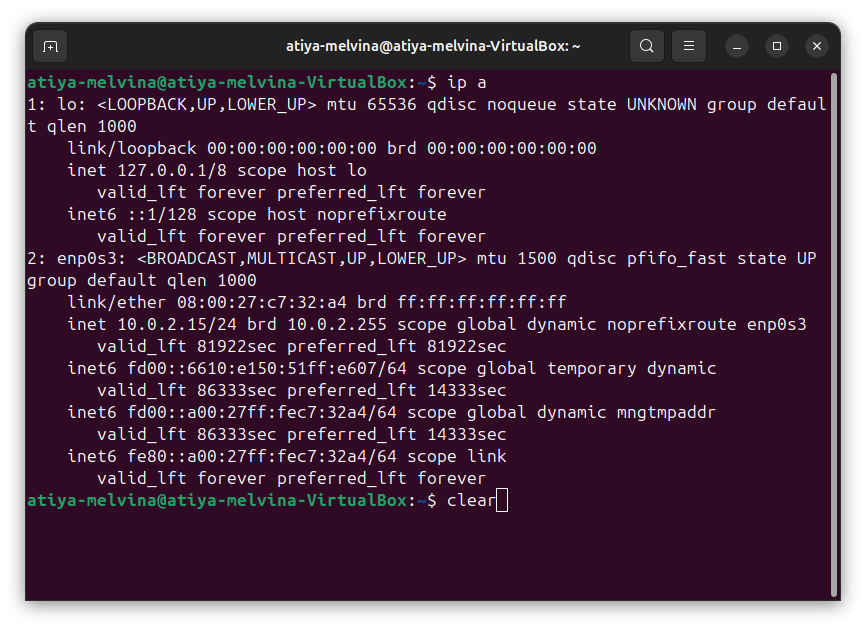 atiya-melvina@atiya-melvina-VirtualBox: ~
atiya-melvina@atiya-melvina-VirtualBox:~$ ip a
1: lo: <LOOPBACK,UP,LOWER_UP> mtu 65536 qdisc noqueue state UNKNOWN group defaul
t qlen 1000
    link/loopback 00:00:00:00:00:00 brd 00:00:00:00:00:00
    inet 127.0.0.1/8 scope host lo
       valid_lft forever preferred_lft forever
    inet6 ::1/128 scope host noprefixroute
       valid_lft forever preferred_lft forever
2: enp0s3: <BROADCAST,MULTICAST,UP,LOWER_UP> mtu 1500 qdisc pfifo_fast state UP
group default qlen 1000
    link/ether 08:00:27:c7:32:a4 brd ff:ff:ff:ff:ff:ff
    inet 10.0.2.15/24 brd 10.0.2.255 scope global dynamic noprefixroute enp0s3
       valid_lft 81922sec preferred_lft 81922sec
    inet6 fd00::6610:e150:51ff:e607/64 scope global temporary dynamic
       valid_lft 86333sec preferred_lft 14333sec
    inet6 fd00::a00:27ff:fec7:32a4/64 scope global dynamic mngtmpaddr
       valid_lft 86333sec preferred_lft 14333sec
    inet6 fe80::a00:27ff:fec7:32a4/64 scope link
       valid_lft forever preferred_lft forever
atiya-melvina@atiya-melvina-VirtualBox:~$ clear